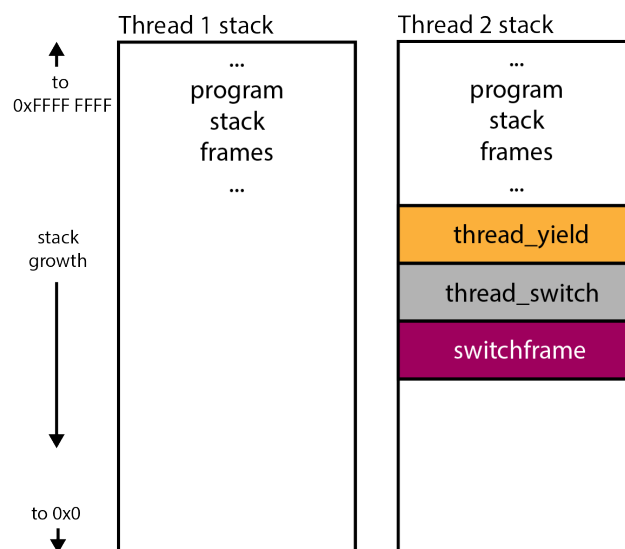 Thread 1 stack
Thread 2 stack
to
0xFFFF FFFF
...
program
stack
frames
...
...
program
stack
frames
...
thread_yield
thread_switch
switchframe
stack
growth
to 0x0